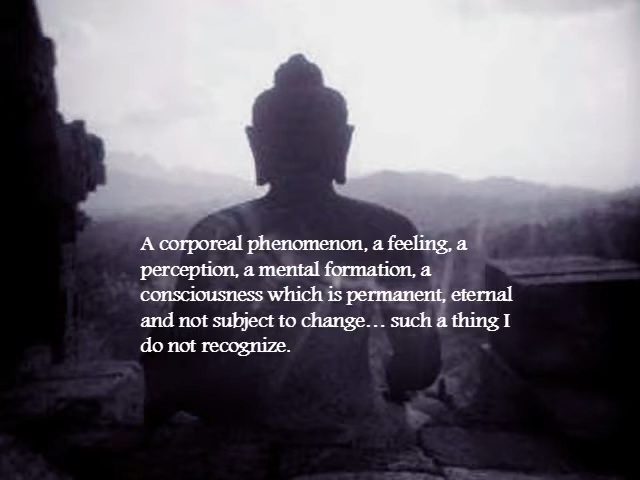 A corporeal phenomenon, a feeling, a
perception, a mental formation, a
consciousness which is permanent, eternal
and not subject to change... such a thing I
do not recognize.